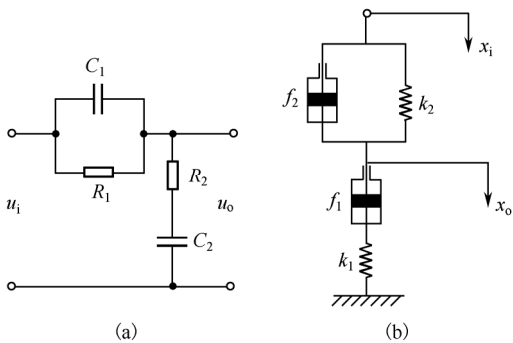 C₁
R₁
R₂
uᵢ
uₒ
C₂
(a)
xᵢ
f₂
k₂
f₁
xₒ
k₁
(b)